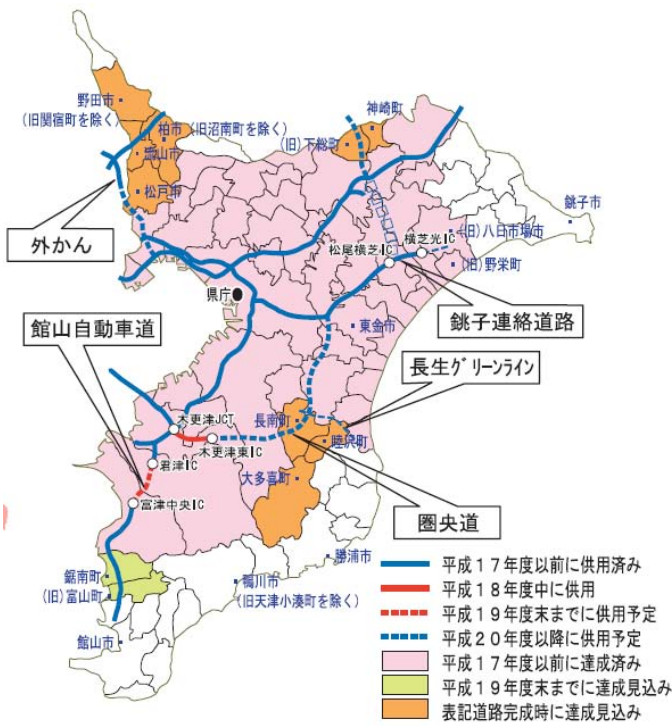 野田市
(旧関宿町を除く)
柏市(旧沼南町を除く)
流山市
松戸市
神崎町
(旧)下総町
外かん
銚子市
(旧)八日市場市
横芝光IC
松尾横芝IC
(旧)野栄町
県庁
銚子連絡道路
館山自動車道
東金市
長生グリーンライン
木更津JCT
長南町
木更津東IC
睦沢町
君津IC
大多喜町
富津中央IC
圏央道
勝浦市
鋸南町
(旧)富山町
鴨川市
(旧天津小湊町を除く)
館山市
平成17年度以前に供用済み
平成18年度中に供用
平成19年度末までに供用予定
平成20年度以降に供用予定
平成17年度以前に達成済み
平成19年度末までに達成見込み
表記道路完成時に達成見込み